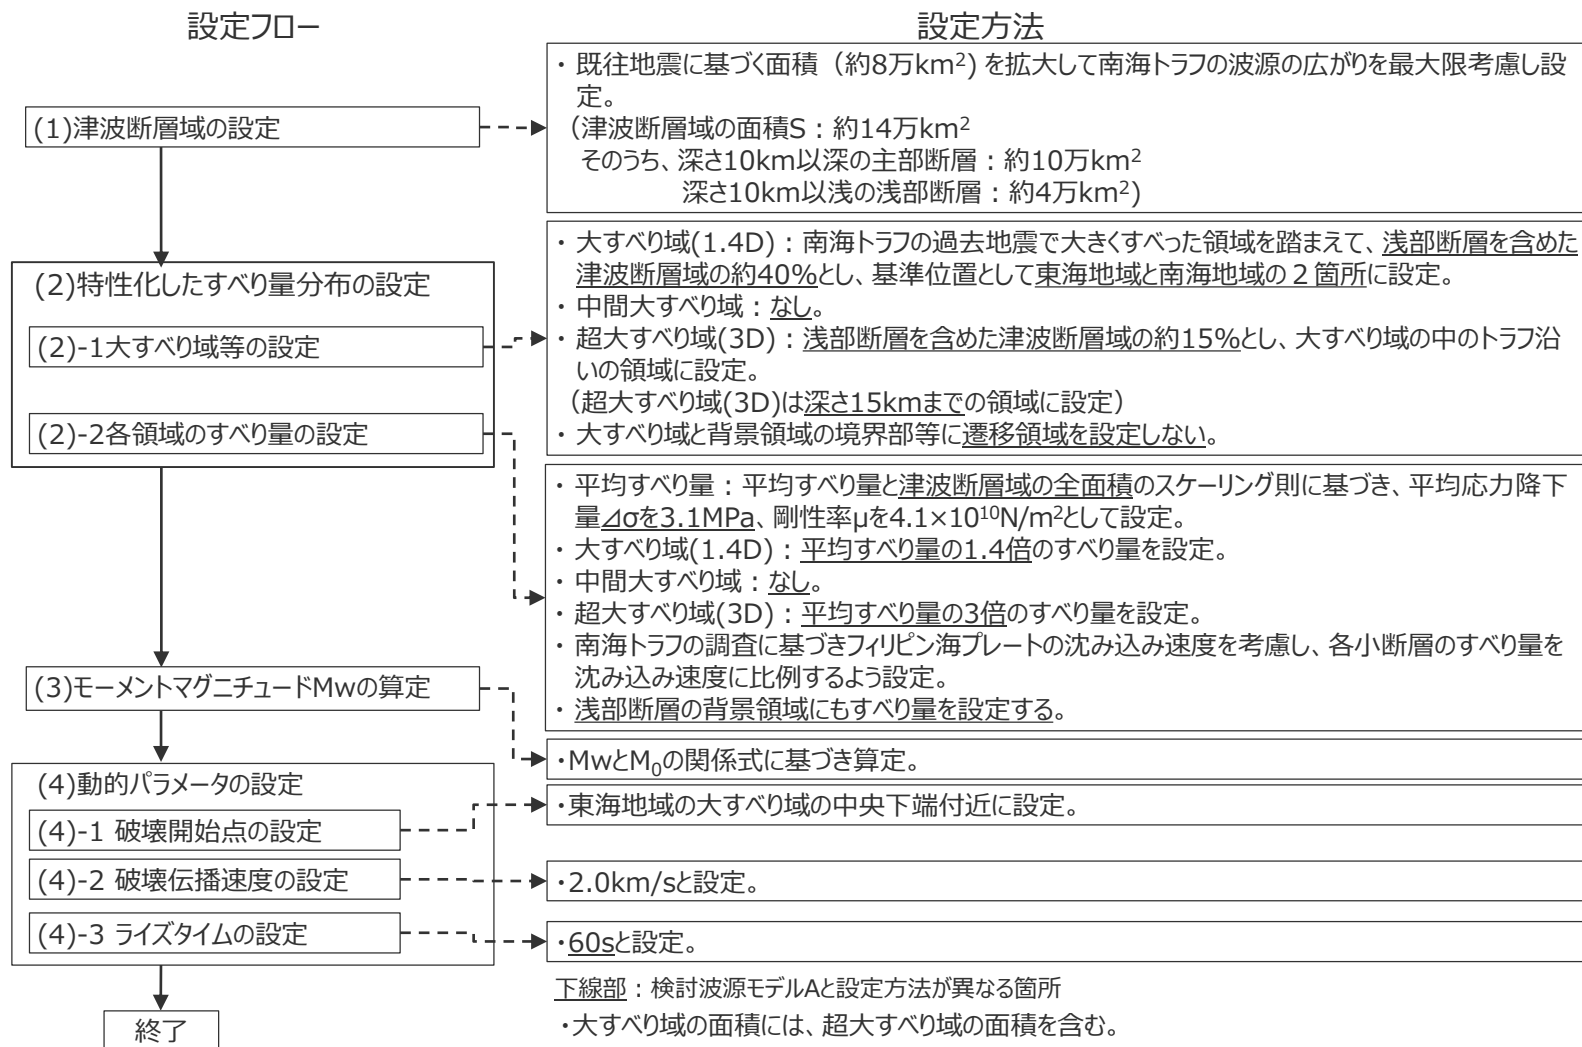 設定フロー
設定方法
(1)津波断層域の設定
・ 既往地震に基づく面積（約8万km²) を拡大して南海トラフの波源の広がりを最大限考慮し設
定。
（津波断層域の面積S：約14万km²
そのうち、深さ10km以深の主部断層：約10万km²
深さ10km以浅の浅部断層：約4万km²)
(2)特性化したすべり量分布の設定
(2)-1大すべり域等の設定
・ 大すべり域(1.4D)：南海トラフの過去地震で大きくすべった領域を踏まえて、浅部断層を含めた
津波断層域の約40%とし、基準位置として東海地域と南海地域の２箇所に設定。
・ 中間大すべり域：なし。
・ 超大すべり域(3D)：浅部断層を含めた津波断層域の約15%とし、大すべり域の中のトラフ沿
いの領域に設定。
（超大すべり域(3D)は深さ15kmまでの領域に設定）
・ 大すべり域と背景領域の境界部等に遷移領域を設定しない。
(2)-2各領域のすべり量の設定
・ 平均すべり量：平均すべり量と津波断層域の全面積のスケーリング則に基づき、平均応力降下
量⊿σを3.1MPa、剛性率μを4.1×10¹⁰N/m²として設定。
・ 大すべり域(1.4D)：平均すべり量の1.4倍のすべり量を設定。
・ 中間大すべり域：なし。
・ 超大すべり域(3D)：平均すべり量の3倍のすべり量を設定。
・ 南海トラフの調査に基づきフィリピン海プレートの沈み込み速度を考慮し、各小断層のすべり量を
沈み込み速度に比例するよう設定。
・ 浅部断層の背景領域にもすべり量を設定する。
(3)モーメントマグニチュードMwの算定
・MwとM₀の関係式に基づき算定。
(4)動的パラメータの設定
(4)-1 破壊開始点の設定
・東海地域の大すべり域の中央下端付近に設定。
(4)-2 破壊伝播速度の設定
・2.0km/sと設定。
(4)-3 ライズタイムの設定
・60sと設定。
終了
下線部：検討波源モデルAと設定方法が異なる箇所
・大すべり域の面積には、超大すべり域の面積を含む。